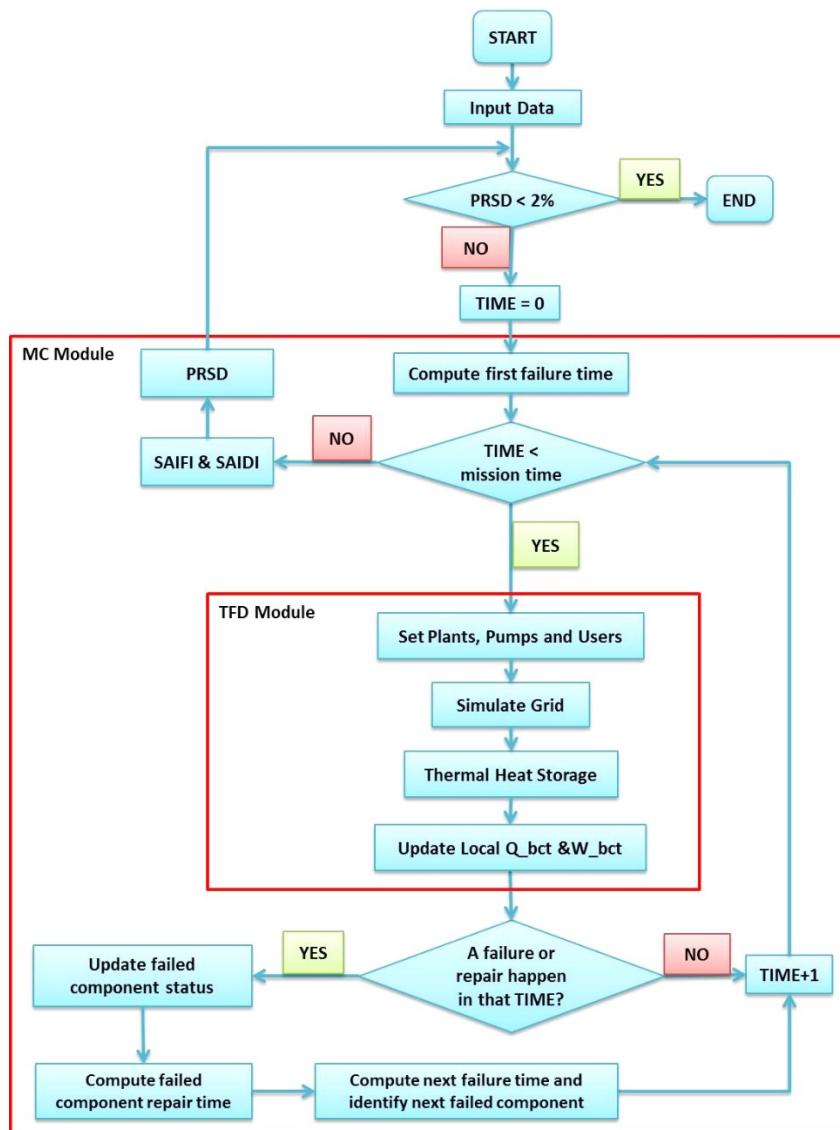 START
Input Data
PRSD < 2%
YES
END
NO
TIME = 0
MC Module
PRSD
Compute first failure time
SAIFI & SAIDI
NO
TIME <
mission time
YES
TFD Module
Set Plants, Pumps and Users
Simulate Grid
Thermal Heat Storage
Update Local Q_bct &W_bct
Update failed
component status
YES
A failure or
repair happen
in that TIME?
NO
TIME+1
Compute failed
component repair time
Compute next failure time and
identify next failed component